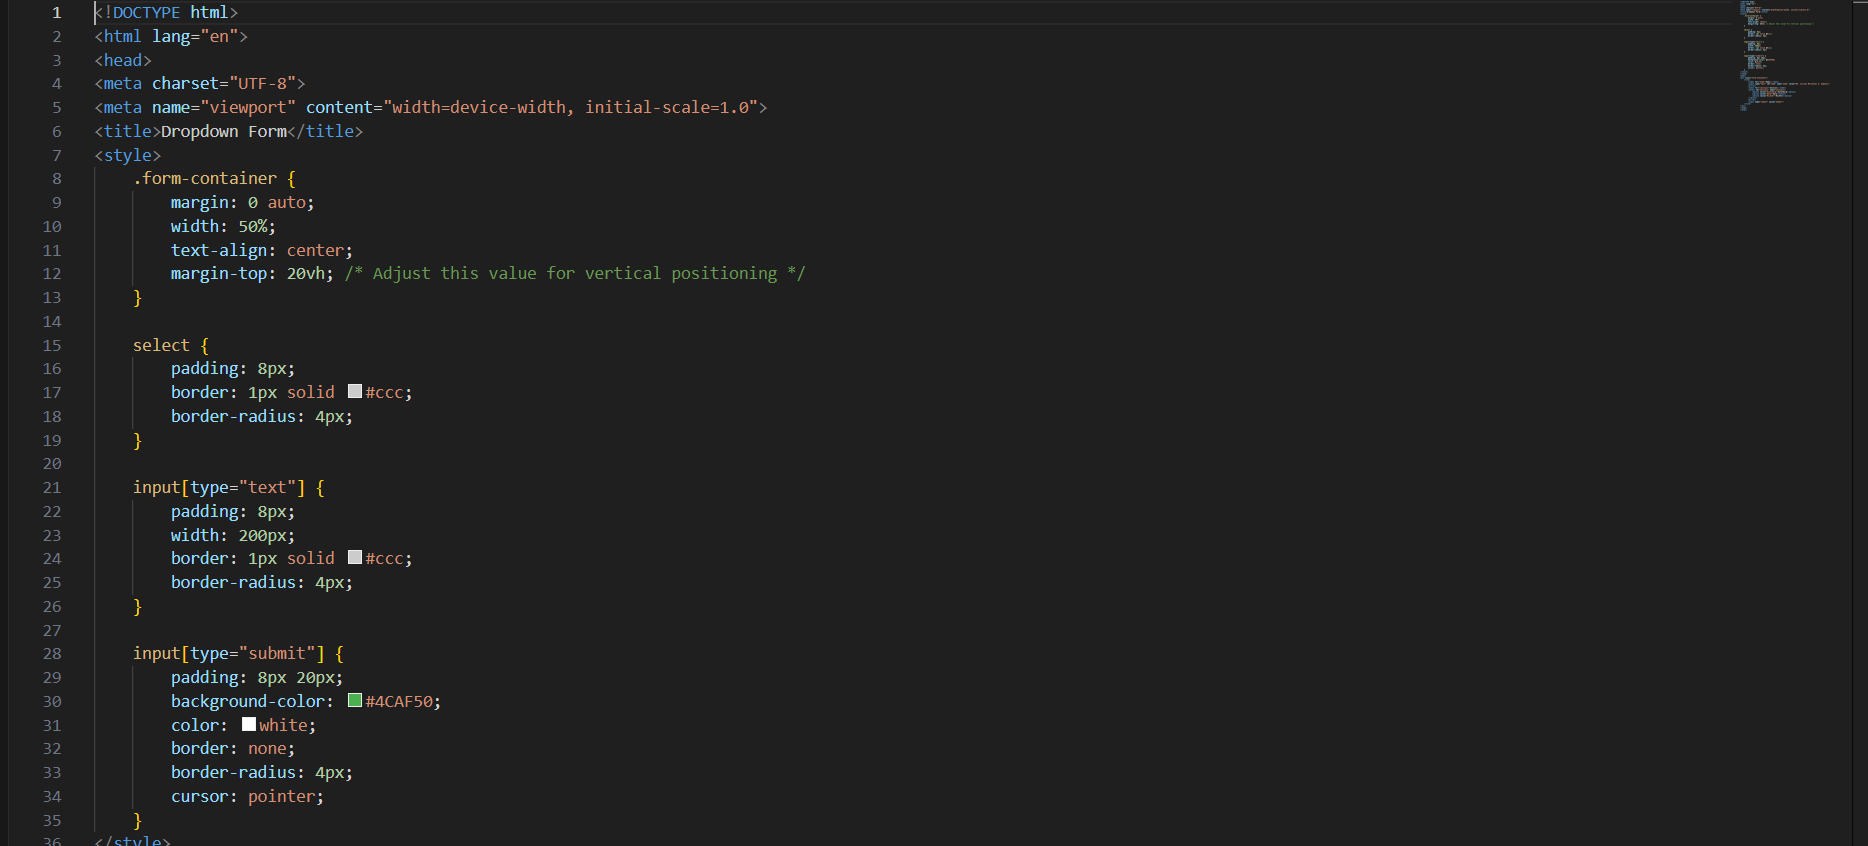 1 <!DOCTYPE html>
2 <html lang="en">
3 <head>
4 <meta charset="UTF-8">
5 <meta name="viewport" content="width=device-width, initial-scale=1.0">
6 <title>Dropdown Form</title>
7 <style>
8     .form-container {
9         margin: 0 auto;
10         width: 50%;
11         text-align: center;
12         margin-top: 20vh; /* Adjust this value for vertical positioning */
13     }
14
15     select {
16         padding: 8px;
17         border: 1px solid #ccc;
18         border-radius: 4px;
19     }
20
21     input[type="text"] {
22         padding: 8px;
23         width: 200px;
24         border: 1px solid #ccc;
25         border-radius: 4px;
26     }
27
28     input[type="submit"] {
29         padding: 8px 20px;
30         background-color: #4CAF50;
31         color: white;
32         border: none;
33         border-radius: 4px;
34         cursor: pointer;
35     }
36 </style>